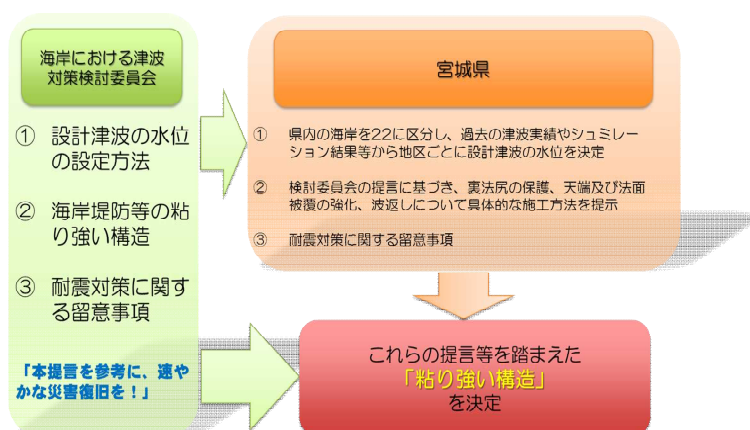 海岸における津波
対策検討委員会
① 設計津波の水位
の設定方法
② 海岸堤防等の粘
り強い構造
③ 耐震対策に関す
る留意事項
「本提言を参考に、速や
かな災害復旧を！」
宮城県
① 県内の海岸を22に区分し、過去の津波実績やシュミレー
ション結果等から地区ごとに設計津波の水位を決定
② 検討委員会の提言に基づき、裏法尻の保護、天端及び法面
被覆の強化、波返しについて具体的な施工方法を提示
③ 耐震対策に関する留意事項
これらの提言等を踏まえた
「粘り強い構造」
を決定